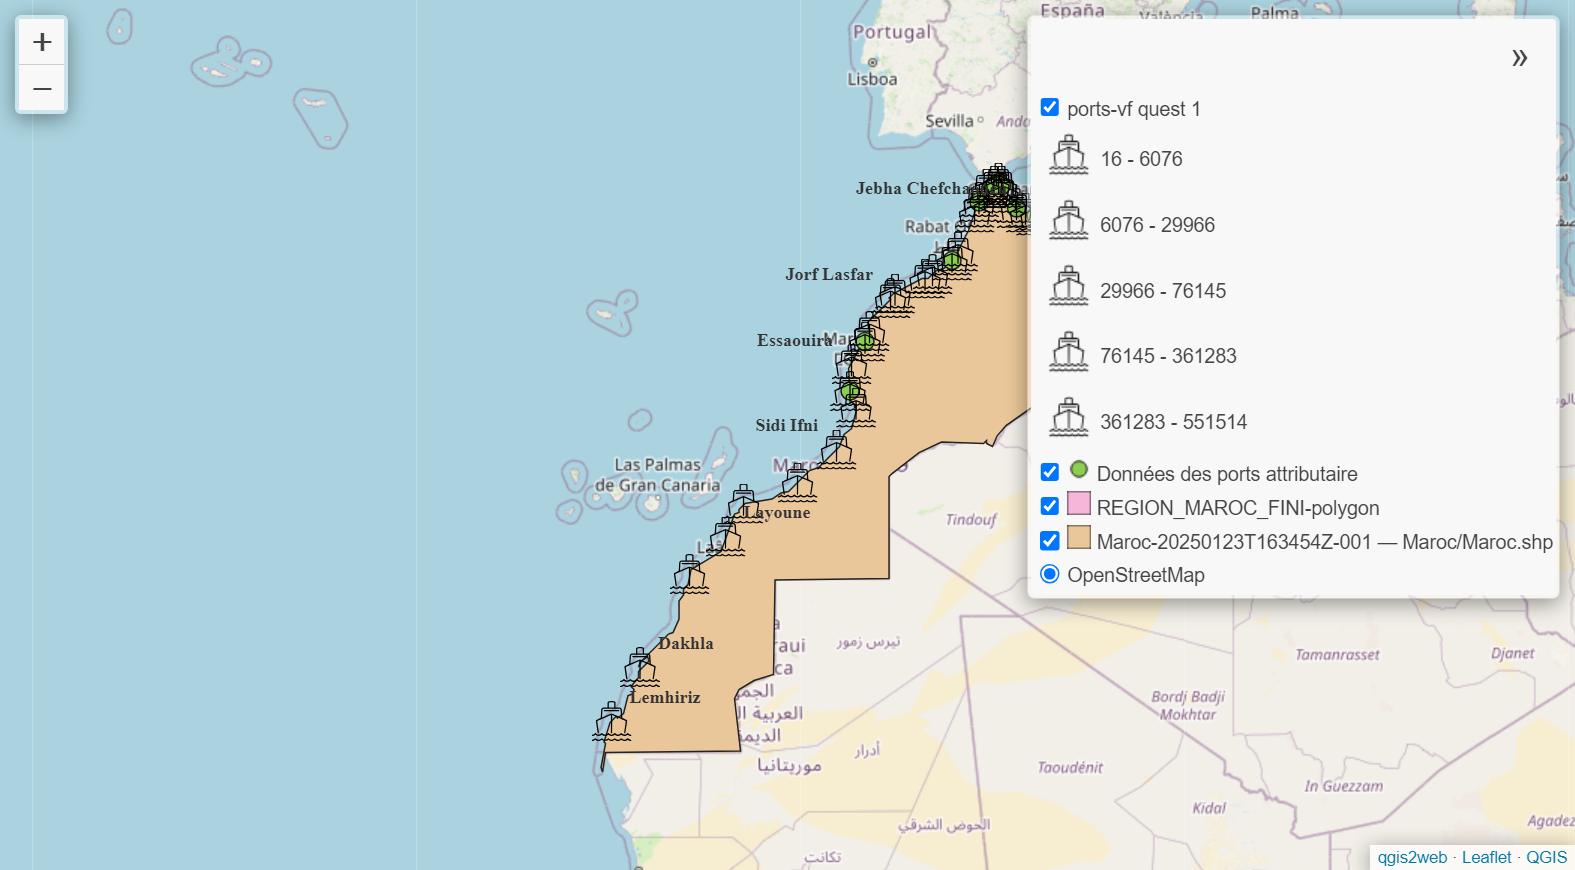 +
−
España
València
Palma
Portugal
Lisboa
Sevilla
Jebha Chefcha
Rabat
Jorf Lasfar
Essaouira
Sidi Ifni
Las Palmas
de Gran Canaria
Layoune
Dakhla
Lemhiriz
Tindouf
تيرس زمور
Tamanrasset
Djanet
Bordj Badji
Mokhtar
موريتانيا
أدرار
Taoudénit
In Guezzam
Kidal
الحوض الشرقي
تكانت
»
ports-vf quest 1
16 - 6076
6076 - 29966
29966 - 76145
76145 - 361283
361283 - 551514
Données des ports attributaire
REGION_MAROC_FINI-polygon
Maroc-20250123T163454Z-001 — Maroc/Maroc.shp
OpenStreetMap
qgis2web · Leaflet · QGIS